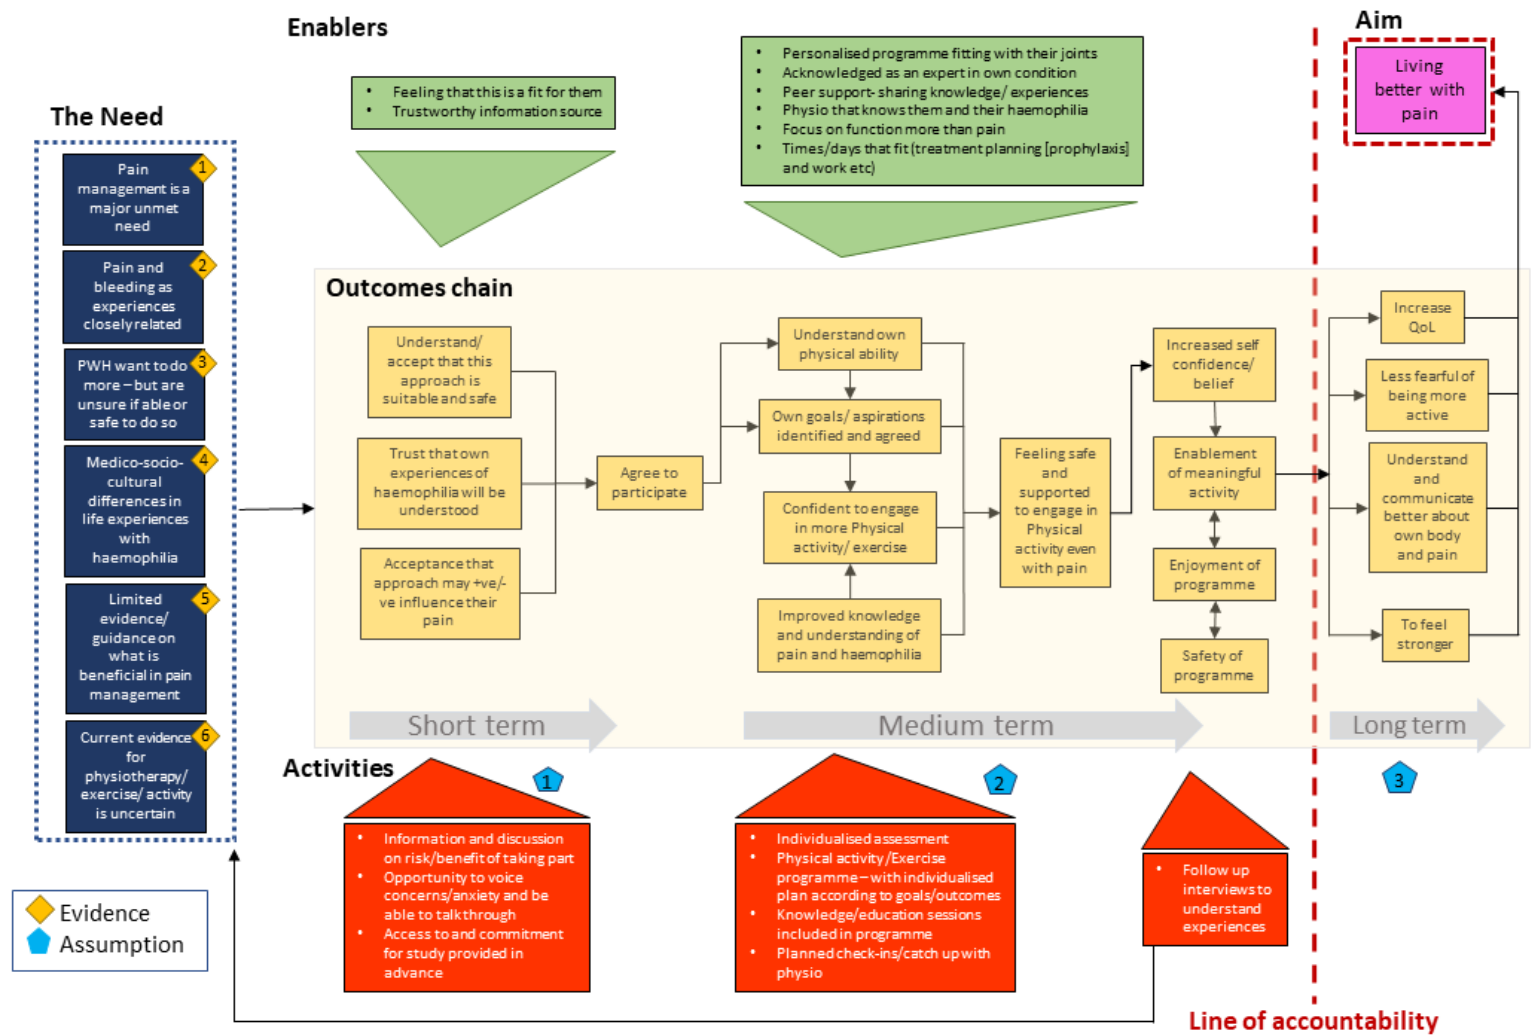 Enablers
Aim
• Feeling that this is a fit for them
• Trustworthy information source
• Personalised programme fitting with their joints
• Acknowledged as an expert in own condition
• Peer support- sharing knowledge/ experiences
• Physio that knows them and their haemophilia
• Focus on function more than pain
• Times/days that fit (treatment planning [prophylaxis]
and work etc)
Living
better with
pain
The Need
Pain
management is a
major unmet
need
1
Pain and
bleeding as
experiences
closely related
2
PWH want to do
more – but are
unsure if able or
safe to do so
3
Medico-socio-
cultural
differences in
life experiences
with
haemophilia
4
Limited
evidence/
guidance on
what is
beneficial in pain
management
5
Current evidence
for
physiotherapy/
exercise/ activity
is uncertain
6
Outcomes chain
Understand/
accept that this
approach is
suitable and safe
Trust that own
experiences of
haemophilia will be
understood
Acceptance that
approach may +ve/-
ve influence their
pain
Agree to
participate
Understand own
physical ability
Own goals/ aspirations
identified and agreed
Confident to engage
in more Physical
activity/ exercise
Improved knowledge
and understanding of
pain and haemophilia
Feeling safe
and
supported
to engage in
Physical
activity even
with pain
Increased self
confidence/
belief
Enablement
of meaningful
activity
Enjoyment of
programme
Safety of
programme
Increase
QoL
Less fearful of
being more
active
Understand
and
communicate
better about
own body
and pain
To feel
stronger
Short term
Medium term
Long term
Activities
1
2
3
• Information and discussion
on risk/benefit of taking part
• Opportunity to voice
concerns/anxiety and be
able to talk through
• Access to and commitment
for study provided in
advance
• Individualised assessment
• Physical activity /Exercise
programme – with individualised
plan according to goals/outcomes
• Knowledge/education sessions
included in programme
• Planned check-ins/catch up with
physio
• Follow up
interviews to
understand
experiences
Evidence
Assumption
Line of accountability